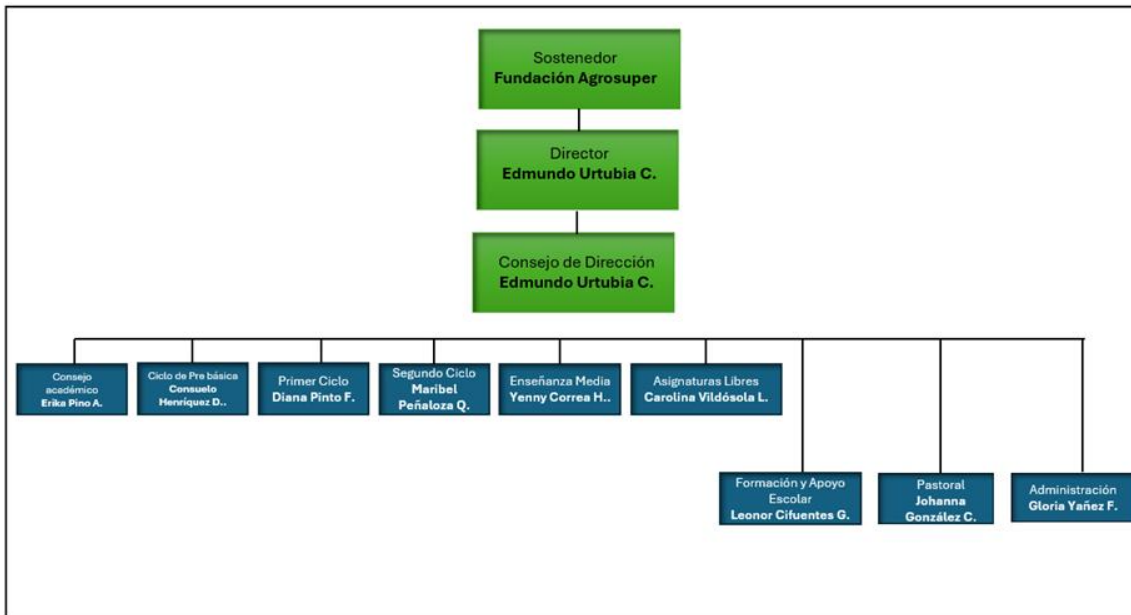 Sostenedor
Fundación Agrosuper
Director
Edmundo Urtubia C.
Consejo de Dirección
Edmundo Urtubia C.
Consejo
académico
Erika Pino A.
Ciclo de Pre básica
Consuelo
Henríquez D..
Primer Ciclo
Diana Pinto F.
Segundo Ciclo
Maribel
Peñaloza Q.
Enseñanza Media
Yenny Correa H..
Asignaturas Libres
Carolina Vildósola L.
Formación y Apoyo
Escolar
Leonor Cifuentes G.
Pastoral
Johanna
González C.
Administración
Gloria Yañez F.